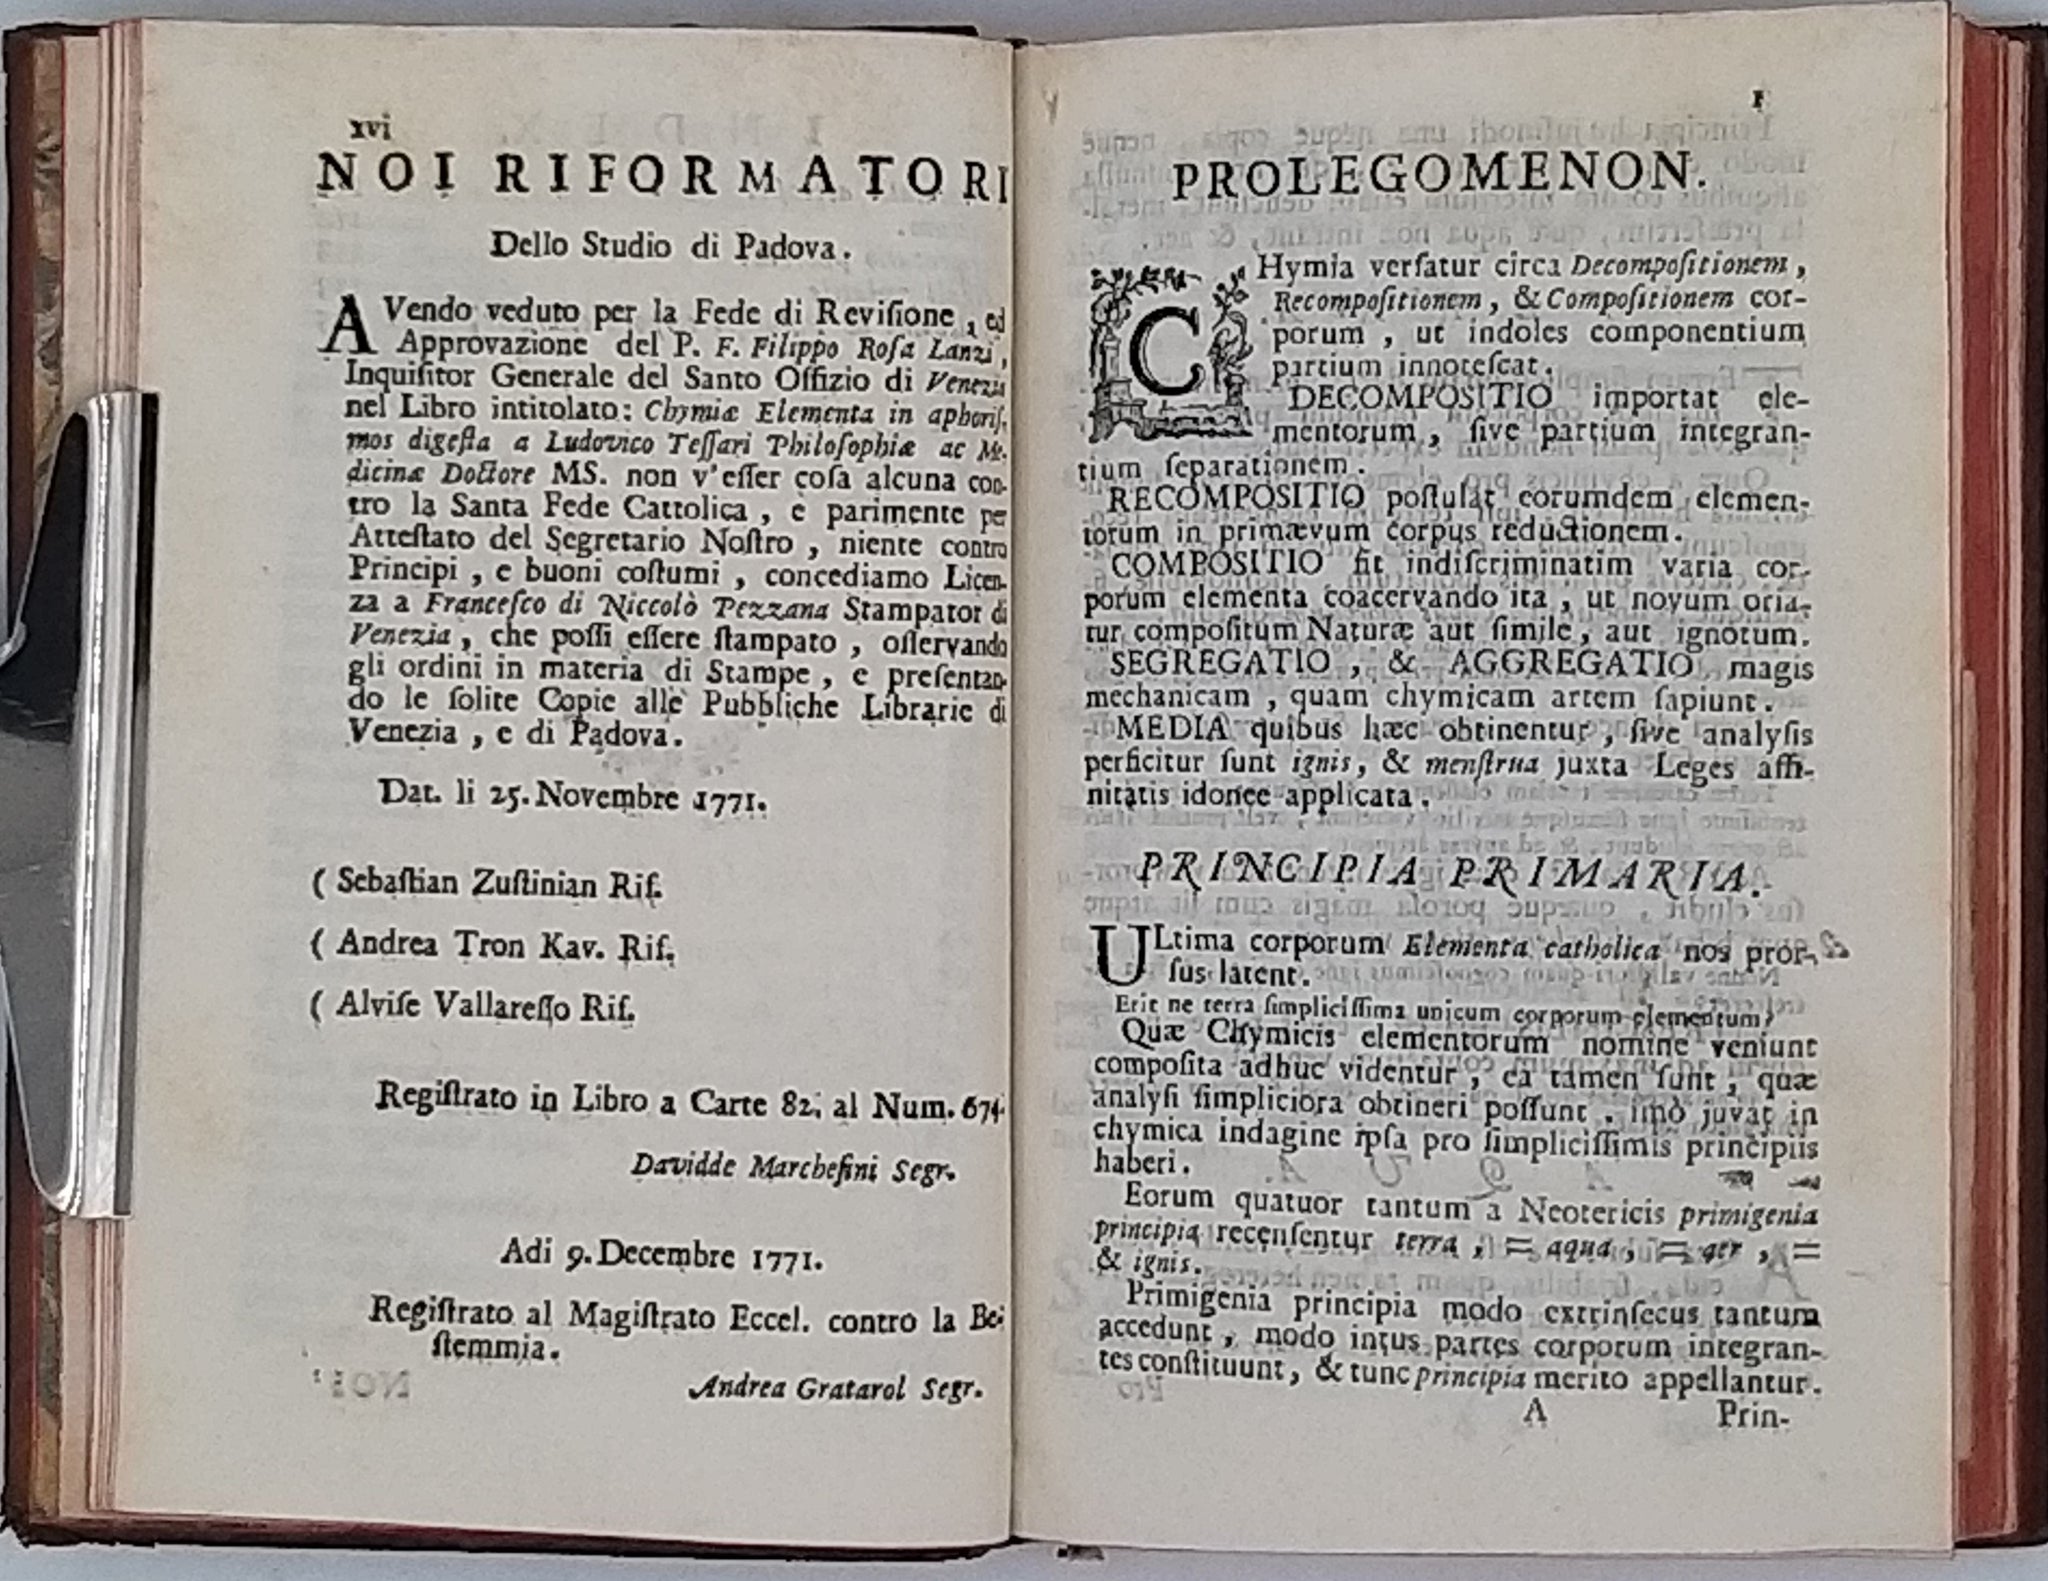 xvi
NOI RIFORMATORI
Dello Studio di Padova.
AVendo veduto per la Fede di Reviſione, ed
Approvazione del P. F. Filippo Roſa Lanzi,
Inquiſitor Generale del Santo Offizio di Venezia
nel Libro intitolato: Chymiæ Elementa in aphoriſ-
mos digeſta a Ludovico Teſſari Philoſophiæ ac Me-
dicinæ Doctore MS. non v'eſſer coſa alcuna con-
tro la Santa Fede Cattolica, e parimente per
Atteſtato del Segretario Noſtro, niente contro
Principi, e buoni coſtumi, concediamo Licen-
za a Franceſco di Niccolò Pezzana Stampator di
Venezia, che poſſi eſſere ſtampato, oſſervando
gli ordini in materia di Stampe, e preſentan-
do le ſolite Copie alle Pubbliche Librarie di
Venezia, e di Padova.
Dat. li 25. Novembre 1771.
( Sebaſtian Zuſtinian Rif.
( Andrea Tron Kav. Rif.
( Alviſe Vallareſſo Rif.
Regiſtrato in Libro a Carte 82. al Num. 674.
Davidde Marcheſini Segr.
Adi 9. Decembre 1771.
Regiſtrato al Magiſtrato Eccel. contro la Be-
ſtemmia.
Andrea Gratarol Segr.
1
PROLEGOMENON.
CHymia verſatur circa Decompoſitionem,
Recompoſitionem, & Compoſitionem cor-
porum, ut indoles componentium
partium innoteſcat.
DECOMPOSITIO importat ele-
mentorum, ſive partium integran-
tium ſeparationem.
RECOMPOSITIO poſtulat eorumdem elemen-
torum in primævum corpus reductionem.
COMPOSITIO fit indiſcriminatim varia cor-
porum elementa coacervando ita, ut novum oria-
tur compoſitum Naturæ aut ſimile, aut ignotum.
SEGREGATIO, & AGGREGATIO magis
mechanicam, quam chymicam artem ſapiunt.
MEDIA quibus hæc obtinentur, ſive analyſis
perficitur ſunt ignis, & menſtrua juxta Leges affi-
nitatis idonee applicata.
PRINCIPIA PRIMARIA.
ULtima corporum Elementa catholica nos pror-
ſus latent.
Erit ne terra ſimpliciſſima unicum corporum elementum?
Quæ Chymicis elementorum nomine veniunt
compoſita adhuc videntur, ea tamen ſunt, quæ
analyſi ſimpliciora obtineri poſſunt, imò juvat in
chymica indagine ipſa pro ſimpliciſſimis principiis
haberi.
Eorum quatuor tantum a Neotericis primigenia
principia recenſentur terra, = aqua, = aer, =
& ignis.
Primigenia principia modo extrinſecus tantum
accedunt, modo intus partes corporum integran-
tes conſtituunt, & tunc principia merito appellantur.
A Prin-